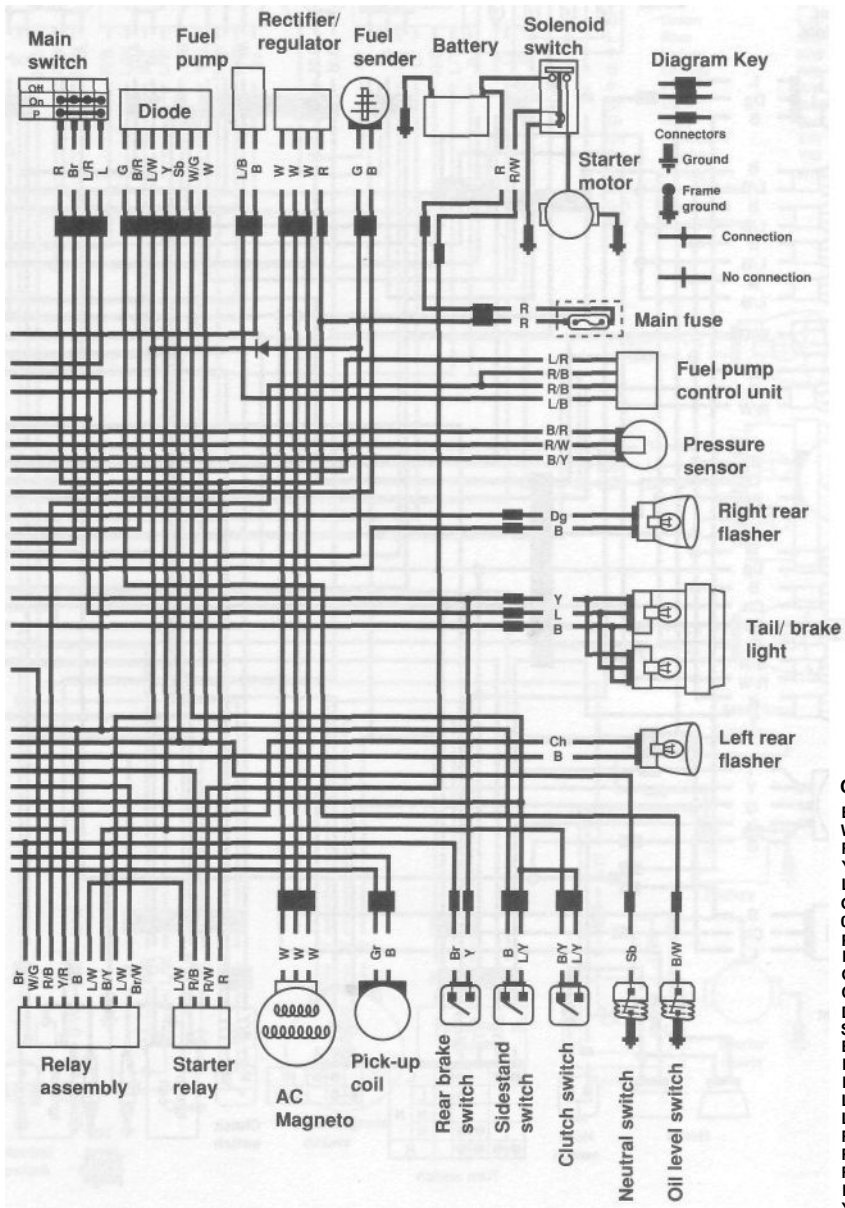 Main
switch
Off
On
P
Fuel
pump
Diode
Rectifier/
regulator
Fuel
sender
Battery
Solenoid
switch
Diagram Key
Connectors
Ground
Frame
ground
Connection
No connection
Starter
motor
R
Br
L/R
L
G
B/R
L/W
Y
Sb
W/G
W
L/B
B
W
W
W
R
G
B
R
R/W
R
R
Main fuse
L/R
R/B
R/B
L/B
Fuel pump
control unit
B/R
R/W
B/Y
Pressure
sensor
Dg
B
Right rear
flasher
Y
L
B
Tail/ brake
light
Ch
B
Left rear
flasher
Br
W/G
R/B
Y/R
B
L/W
B/Y
L/W
Br/W
Relay
assembly
L/W
R/B
R/W
R
Starter
relay
W
W
W
AC
Magneto
Gr
B
Pick-up
coil
Br
Y
Rear brake
switch
B
L/Y
Sidestand
switch
B/Y
L/Y
Clutch switch
Sb
Neutral switch
B/W
Oil level switch